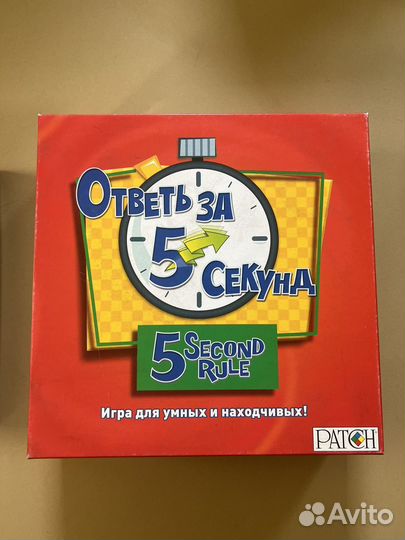 Ответь за
5 секунд
5 Second
Rule
Игра для умных и находчивых!
PATCH
Avito